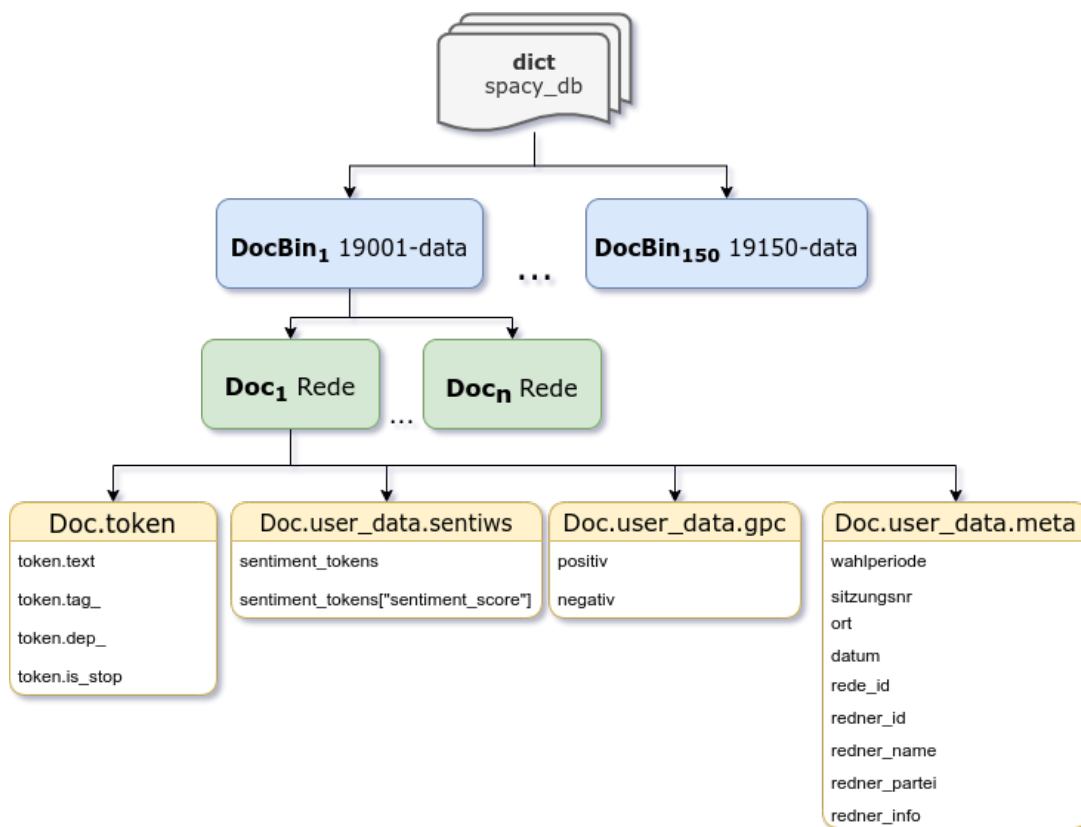 dict
spacy_db
DocBin1 19001-data
...
DocBin150 19150-data
Doc1 Rede
...
Docn Rede
Doc.token
token.text
token.tag_
token.dep_
token.is_stop
Doc.user_data.sentiws
sentiment_tokens
sentiment_tokens["sentiment_score"]
Doc.user_data.gpc
positiv
negativ
Doc.user_data.meta
wahlperiode
sitzungsnr
ort
datum
rede_id
redner_id
redner_name
redner_partei
redner_info